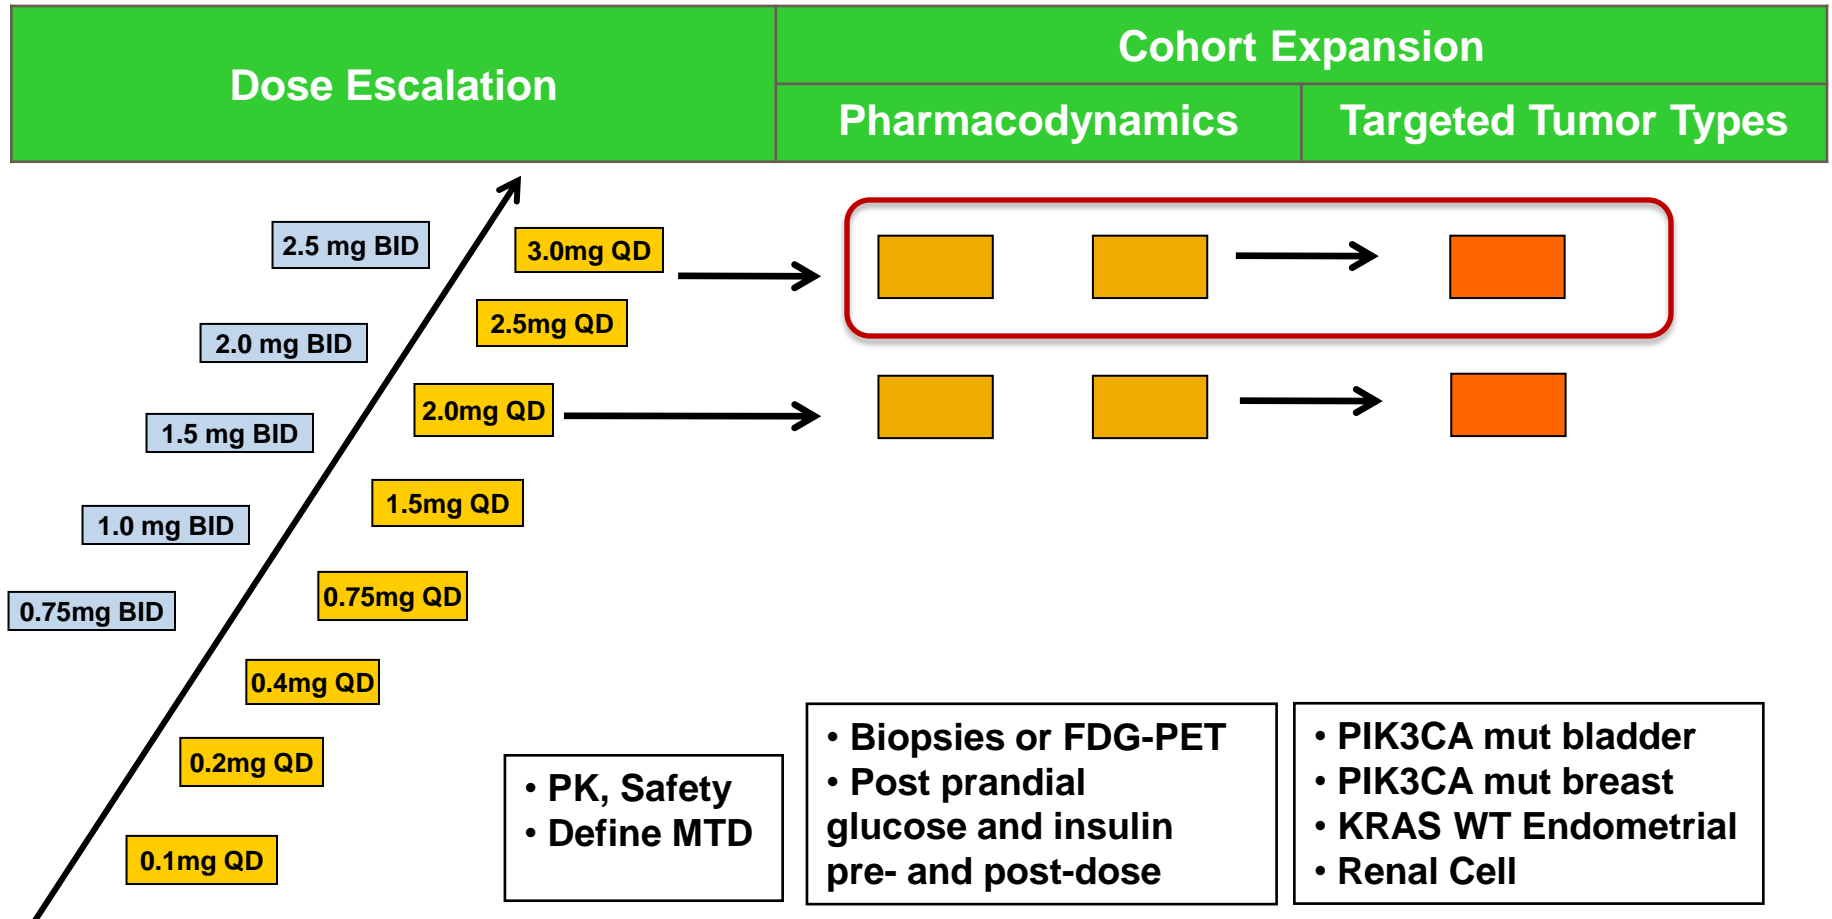 Dose Escalation
Cohort Expansion
Pharmacodynamics
Targeted Tumor Types
2.5 mg BID
3.0mg QD
2.5mg QD
2.0 mg BID
2.0mg QD
1.5 mg BID
1.5mg QD
1.0 mg BID
0.75mg QD
0.75mg BID
0.4mg QD
0.2mg QD
0.1mg QD
• PK, Safety
• Define MTD
• Biopsies or FDG-PET
• Post prandial
glucose and insulin
pre- and post-dose
• PIK3CA mut bladder
• PIK3CA mut breast
• KRAS WT Endometrial
• Renal Cell